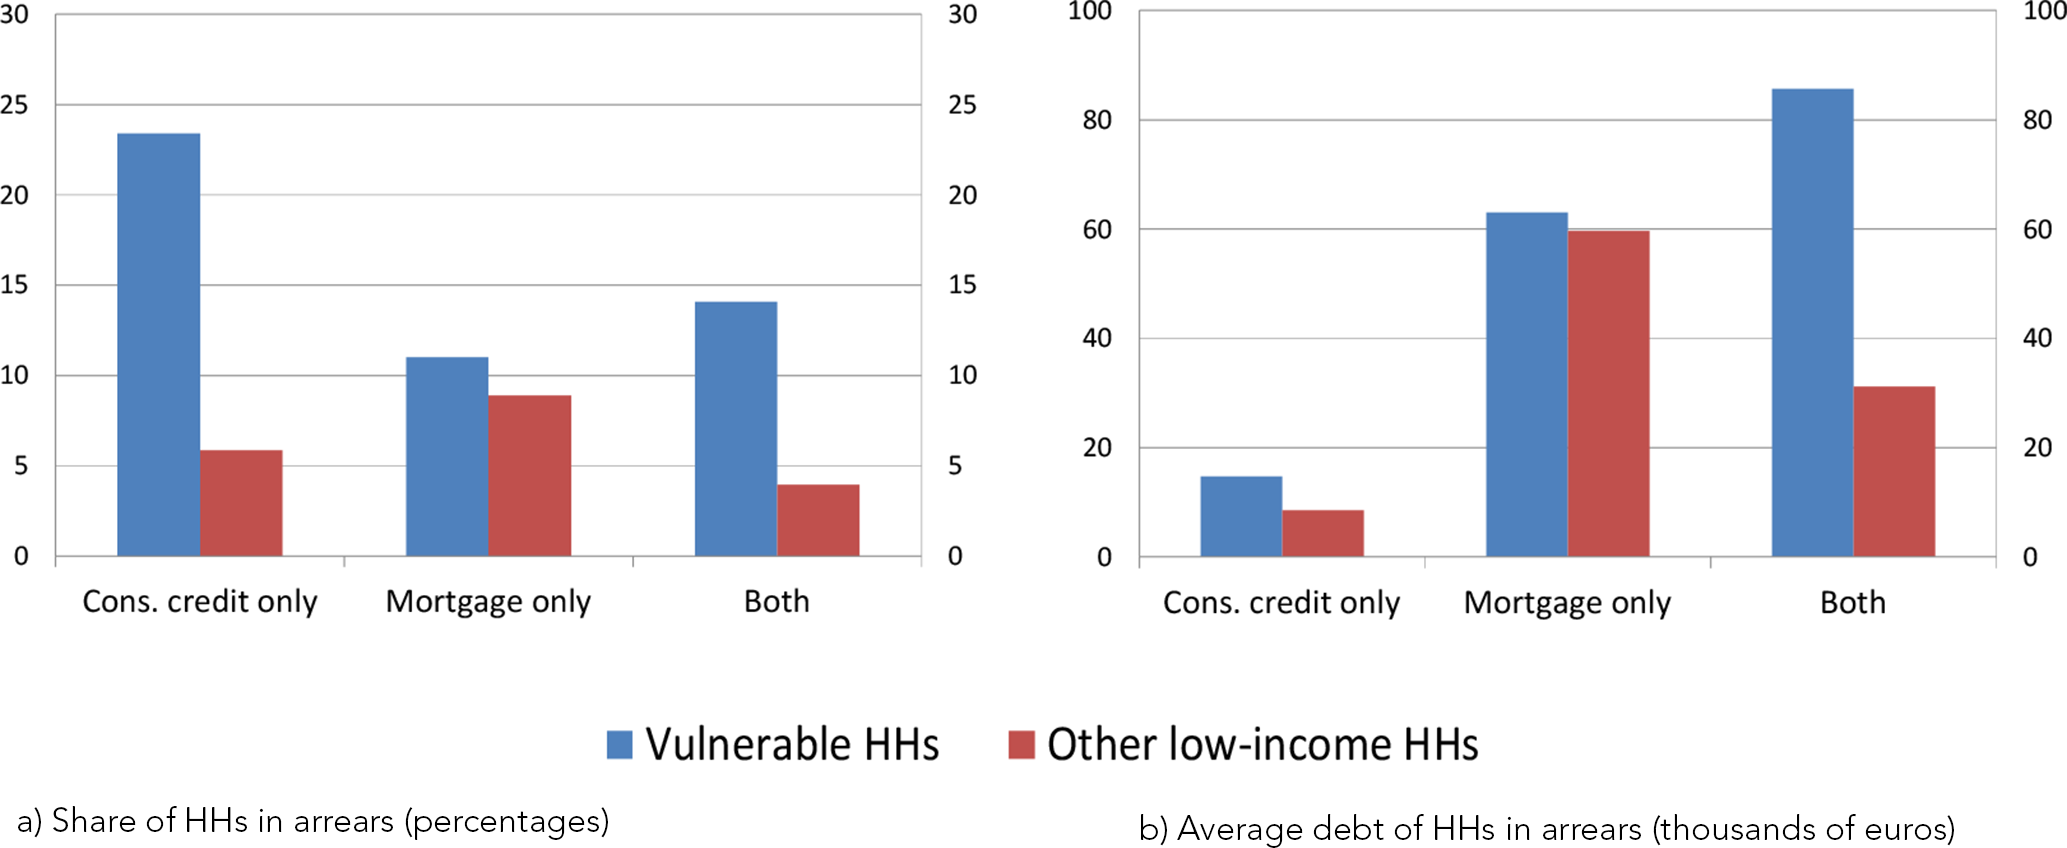 30
25
20
15
10
5
0
30
25
20
15
10
5
0
Cons. credit only
Mortgage only
Both
100
80
60
40
20
0
100
80
60
40
20
0
Cons. credit only
Mortgage only
Both
Vulnerable HHs
Other low-income HHs
a) Share of HHs in arrears (percentages)
b) Average debt of HHs in arrears (thousands of euros)